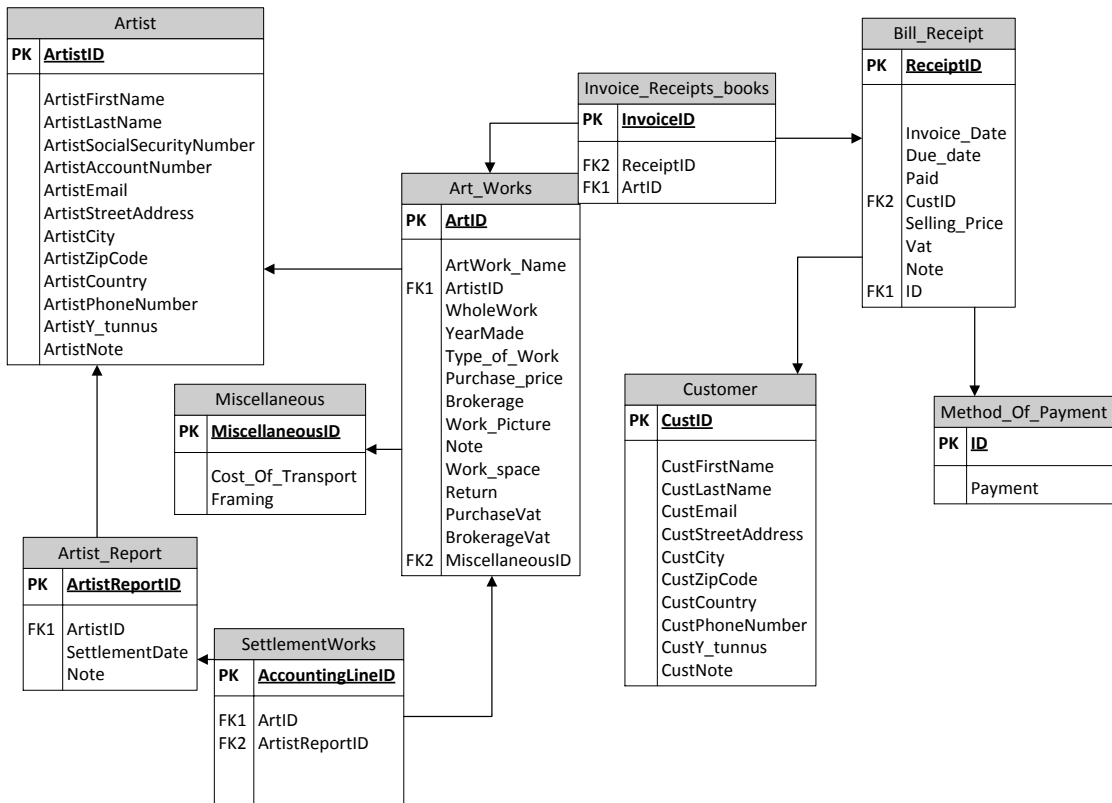 Artist
PK ArtistID
ArtistFirstName
ArtistLastName
ArtistSocialSecurityNumber
ArtistAccountNumber
ArtistEmail
ArtistStreetAddress
ArtistCity
ArtistZipCode
ArtistCountry
ArtistPhoneNumber
ArtistY_tunnus
ArtistNote
Bill_Receipt
PK ReceiptID
Invoice_Date
Due_date
Paid
FK2 CustID
Selling_Price
Vat
Note
FK1 ID
Invoice_Receipts_books
PK InvoiceID
FK2 ReceiptID
FK1 ArtID
Art_Works
PK ArtID
ArtWork_Name
FK1 ArtistID
WholeWork
YearMade
Type_of_Work
Purchase_price
Brokerage
Work_Picture
Note
Work_space
Return
PurchaseVat
BrokerageVat
FK2 MiscellaneousID
Miscellaneous
PK MiscellaneousID
Cost_Of_Transport
Framing
Customer
PK CustID
CustFirstName
CustLastName
CustEmail
CustStreetAddress
CustCity
CustZipCode
CustCountry
CustPhoneNumber
CustY_tunnus
CustNote
Method_Of_Payment
PK ID
Payment
Artist_Report
PK ArtistReportID
FK1 ArtistID
SettlementDate
Note
SettlementWorks
PK AccountingLineID
FK1 ArtID
FK2 ArtistReportID